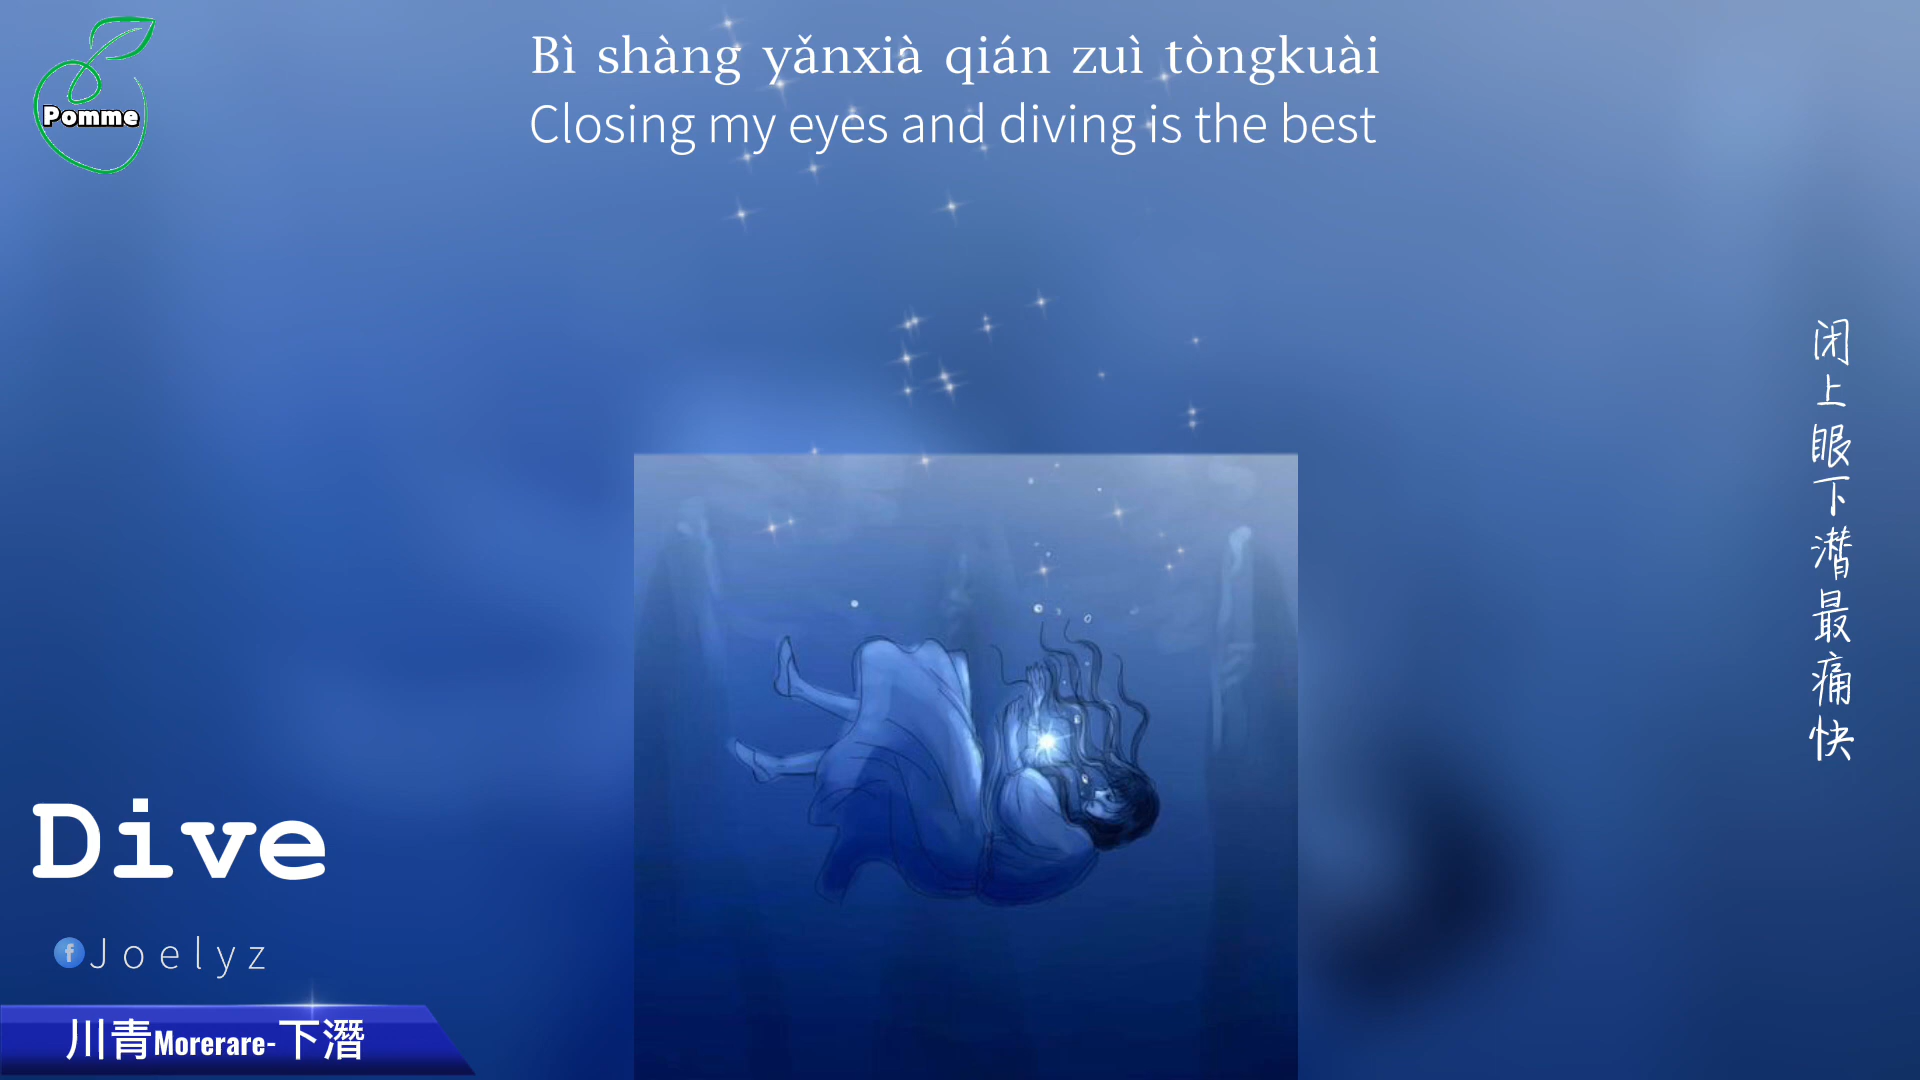 Pomme
Bì shàng yǎnxià qián zuì tòngkuài
Closing my eyes and diving is the best
闭上眼下潜最痛快
Dive
f Joelyz
川青Morerare-下潛